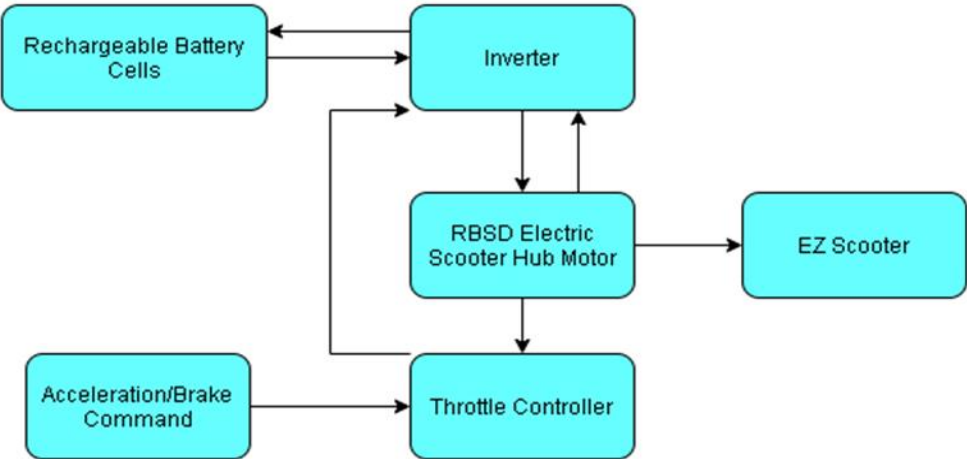 Rechargeable Battery
Cells
Inverter
RBSD Electric
Scooter Hub Motor
EZ Scooter
Acceleration/Brake
Command
Throttle Controller